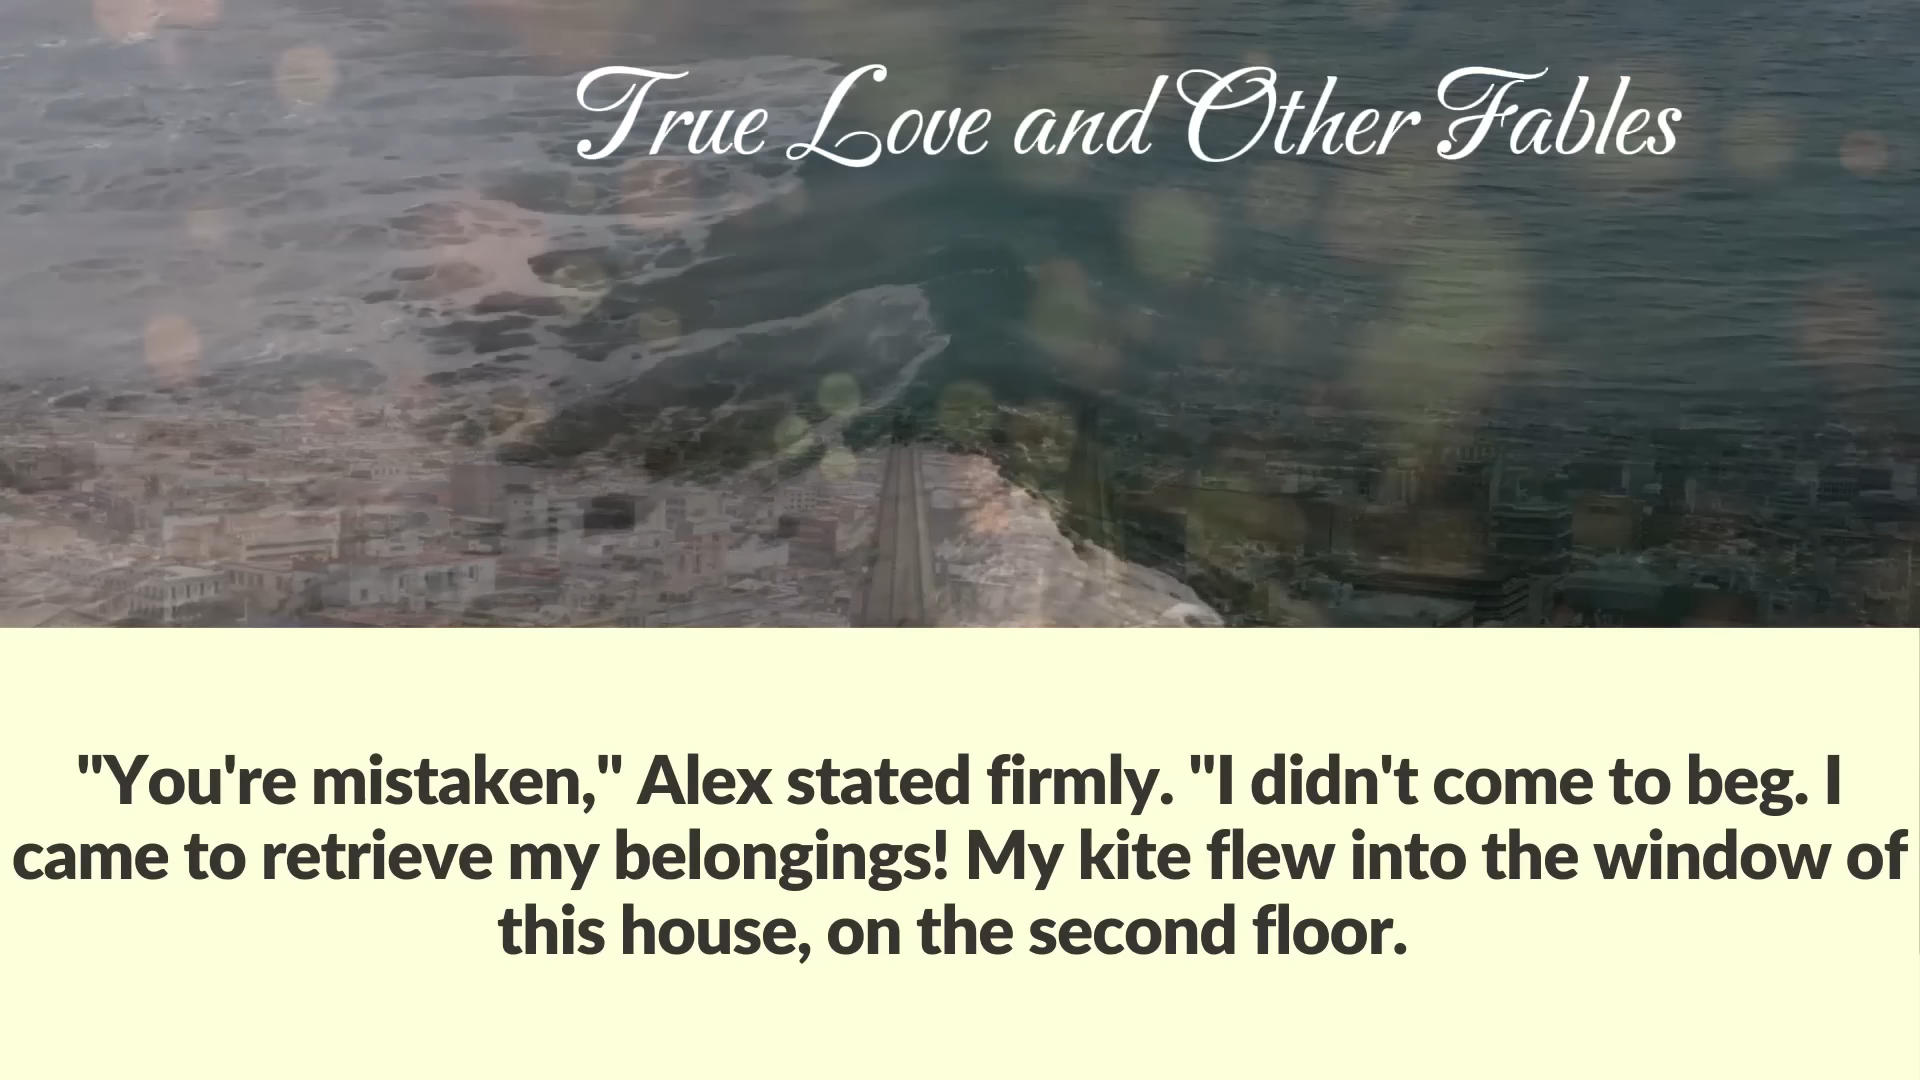 True Love and Other Fables
"You're mistaken," Alex stated firmly. "I didn't come to beg. I
came to retrieve my belongings! My kite flew into the window of
this house, on the second floor.